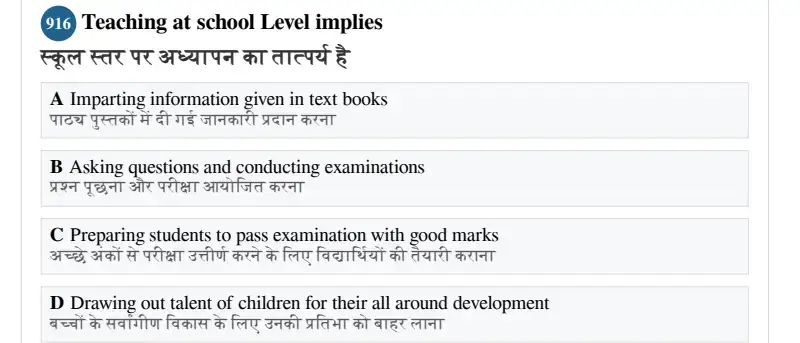 916 Teaching at school Level implies
स्कूल स्तर पर अध्यापन का तात्पर्य है
A Imparting information given in text books
पाठ्य पुस्तकों में दी गई जानकारी प्रदान करना
B Asking questions and conducting examinations
प्रश्न पूछना और परीक्षा आयोजित करना
C Preparing students to pass examination with good marks
अच्छे अंकों से परीक्षा उत्तीर्ण करने के लिए विद्यार्थियों की तैयारी कराना
D Drawing out talent of children for their all around development
बच्चों के सर्वांगीण विकास के लिए उनकी प्रतिभा को बाहर लाना